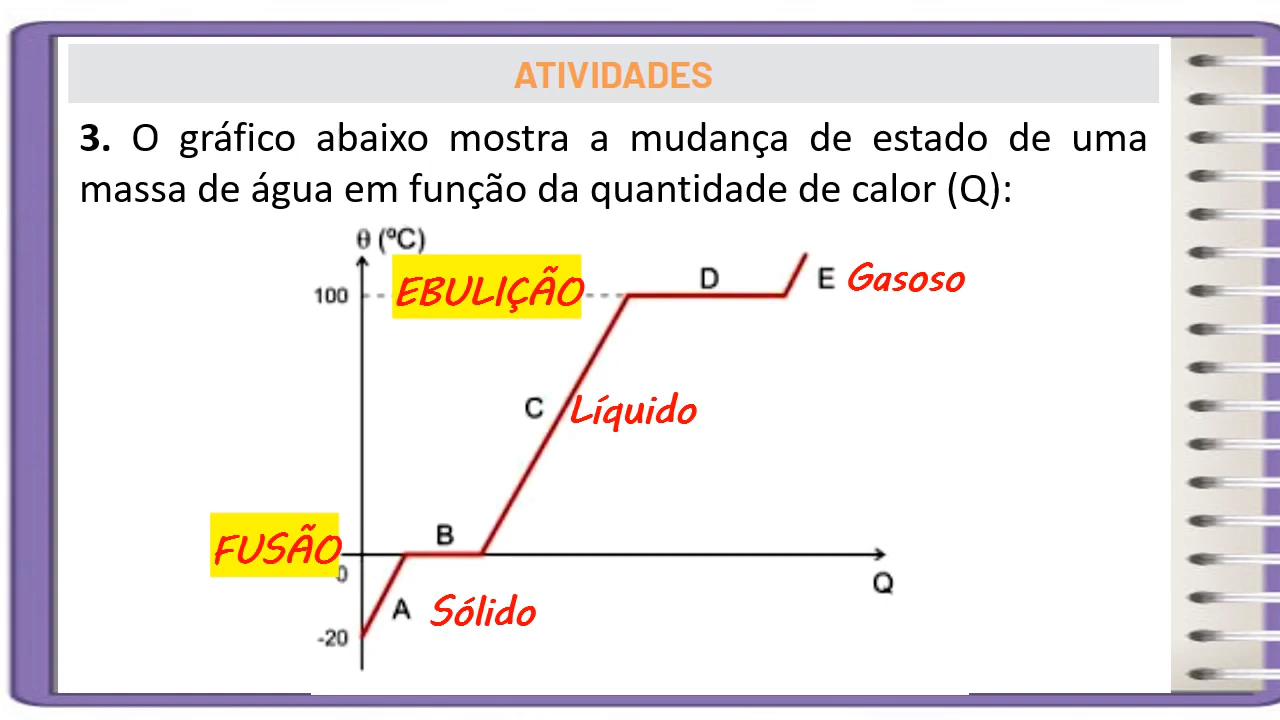 ATIVIDADES
3. O gráfico abaixo mostra a mudança de estado de uma
massa de água em função da quantidade de calor (Q):
θ (ºC)
100
EBULIÇÃO
D
E Gasoso
C Líquido
FUSÃO
B
0
Q
A Sólido
-20